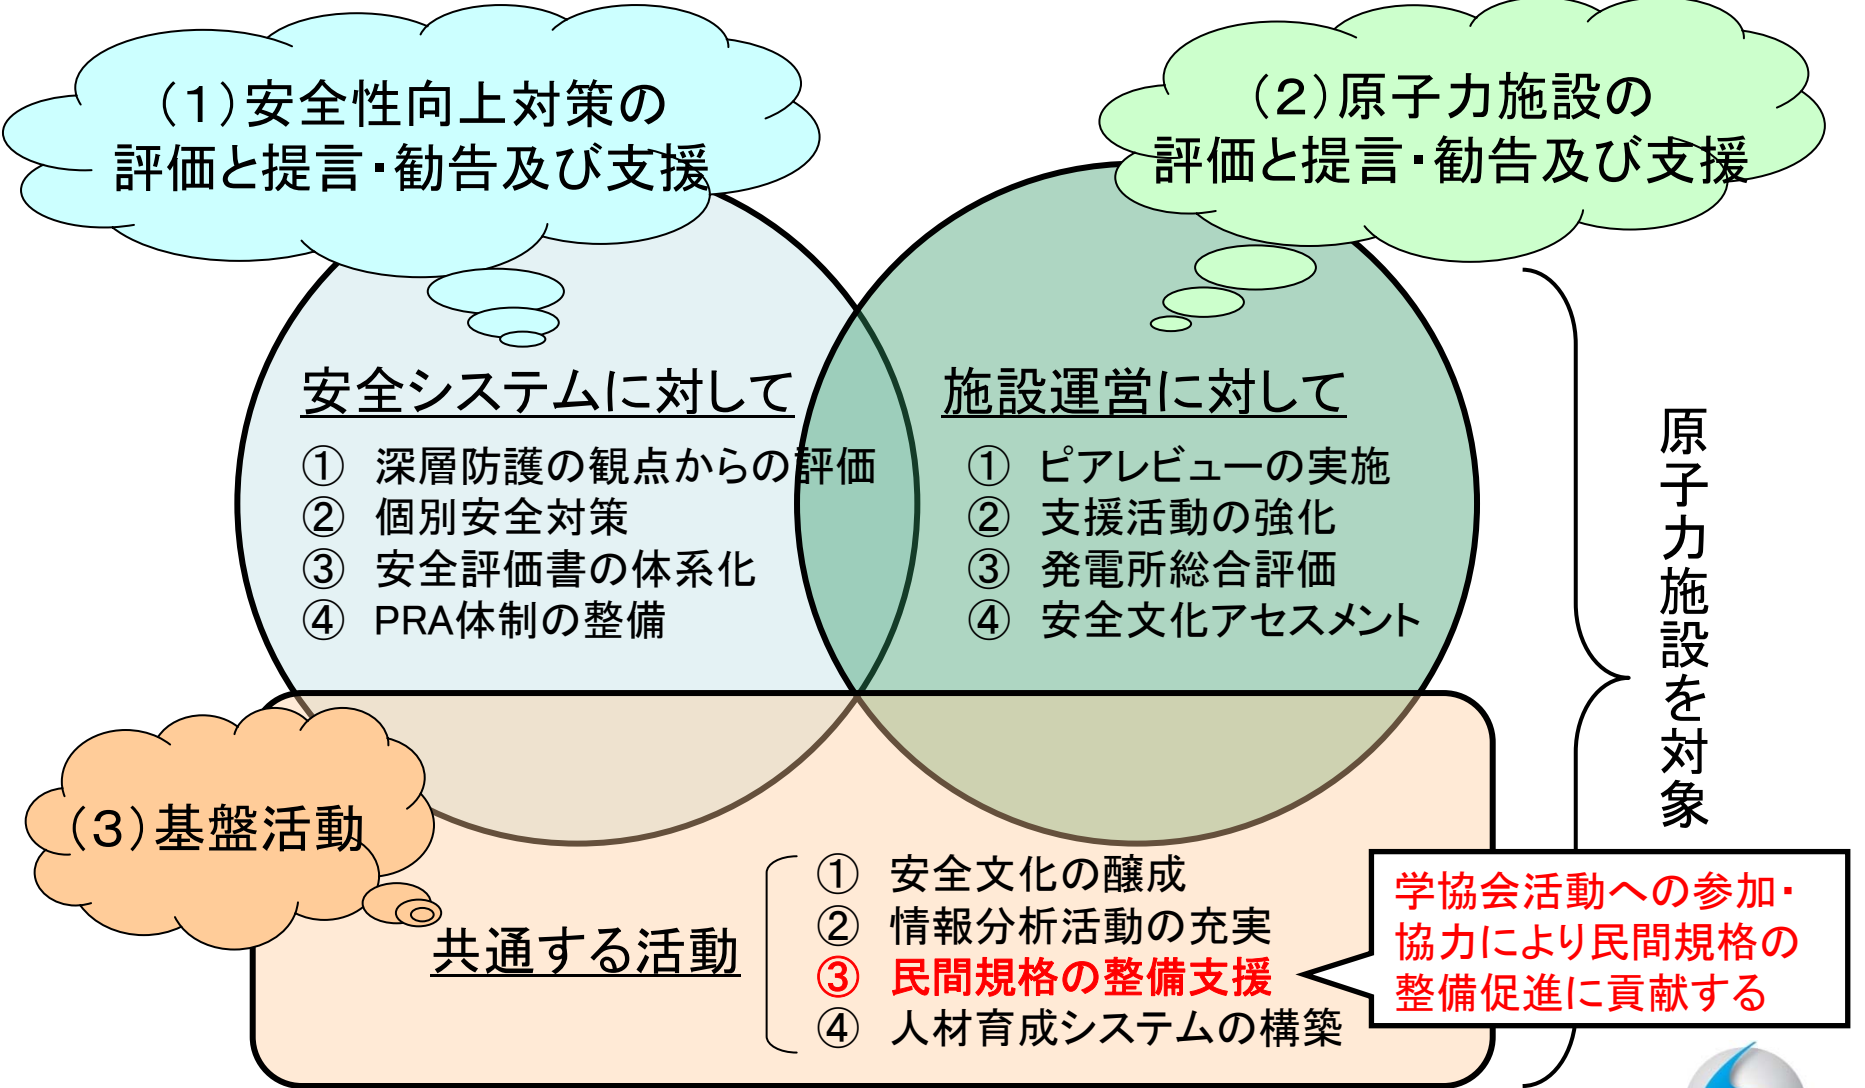 （１）安全性向上対策の
評価と提言・勧告及び支援
（２）原子力施設の
評価と提言・勧告及び支援
安全システムに対して
① 深層防護の観点からの評価
② 個別安全対策
③ 安全評価書の体系化
④ PRA体制の整備
施設運営に対して
① ピアレビューの実施
② 支援活動の強化
③ 発電所総合評価
④ 安全文化アセスメント
原子力施設を対象
（３）基盤活動
共通する活動
① 安全文化の醸成
② 情報分析活動の充実
③ 民間規格の整備支援
④ 人材育成システムの構築
学協会活動への参加・
協力により民間規格の
整備促進に貢献する